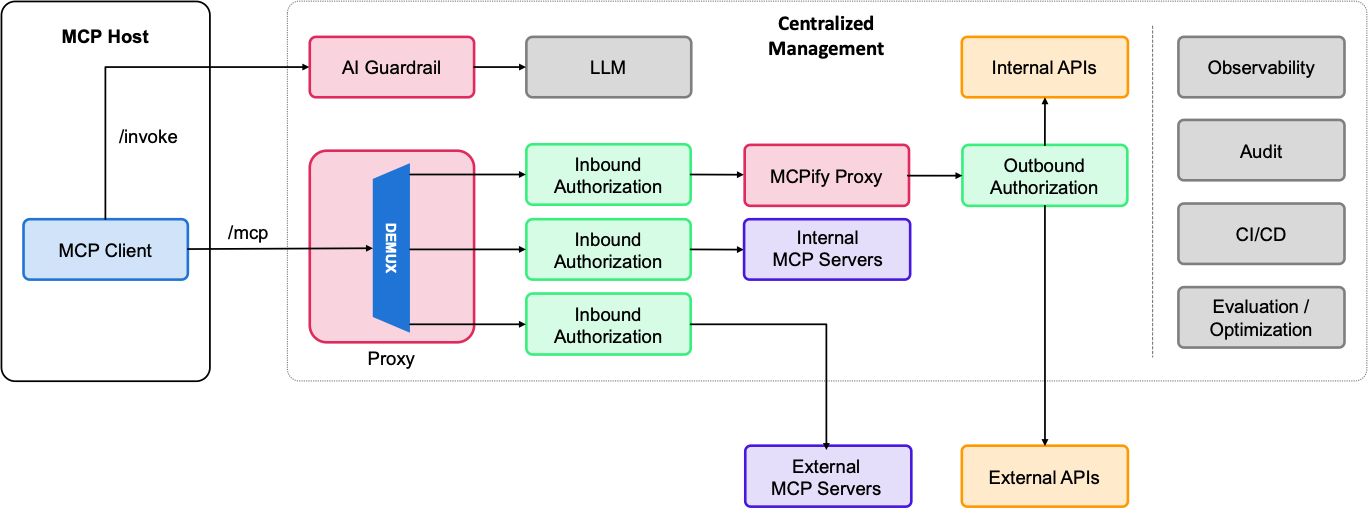 MCP Host
Centralized
Management
AI Guardrail
LLM
Internal APIs
Observability
/invoke
Inbound
Authorization
MCPify Proxy
Outbound
Authorization
Audit
MCP Client
/mcp
DEMUX
Inbound
Authorization
Internal
MCP Servers
CI/CD
Inbound
Authorization
Evaluation /
Optimization
Proxy
External
MCP Servers
External APIs